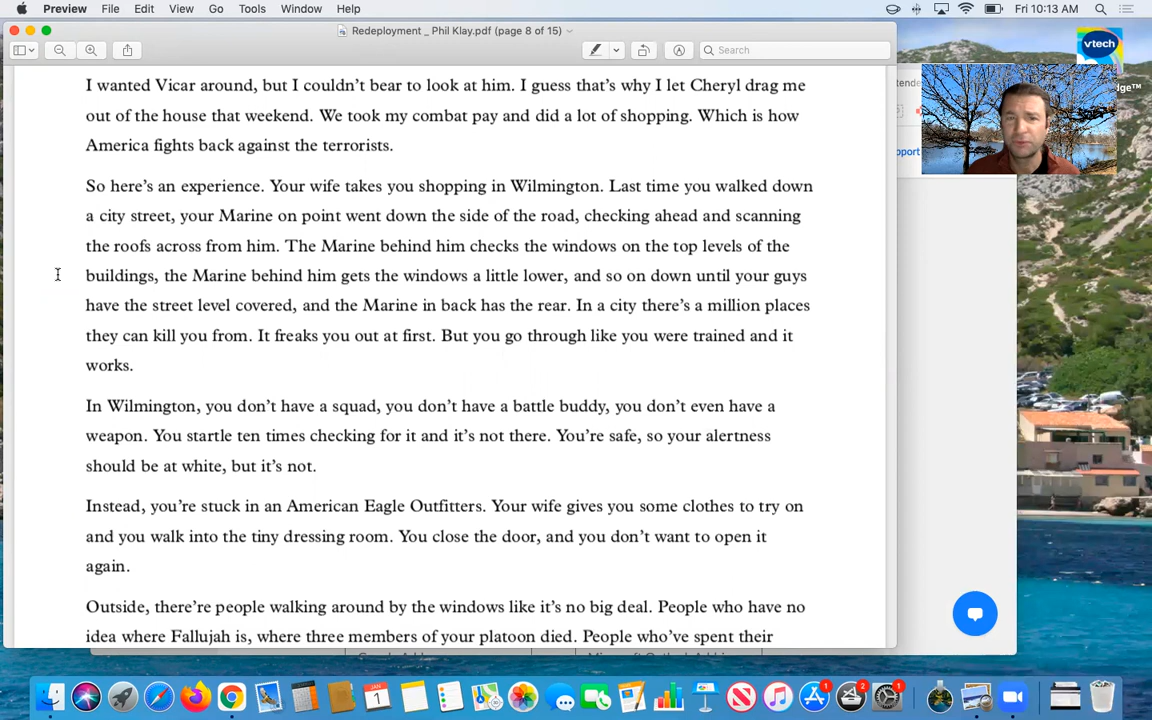 Preview File Edit View Go Tools Window Help Fri 10:13 AM
Redeployment _ Phil Klay.pdf (page 8 of 15)
Search
vtech
dge™
tende
pport
I wanted Vicar around, but I couldn't bear to look at him. I guess that's why I let Cheryl drag me
out of the house that weekend. We took my combat pay and did a lot of shopping. Which is how
America fights back against the terrorists.
So here's an experience. Your wife takes you shopping in Wilmington. Last time you walked down
a city street, your Marine on point went down the side of the road, checking ahead and scanning
the roofs across from him. The Marine behind him checks the windows on the top levels of the
buildings, the Marine behind him gets the windows a little lower, and so on down until your guys
have the street level covered, and the Marine in back has the rear. In a city there's a million places
they can kill you from. It freaks you out at first. But you go through like you were trained and it
works.
In Wilmington, you don't have a squad, you don't have a battle buddy, you don't even have a
weapon. You startle ten times checking for it and it's not there. You're safe, so your alertness
should be at white, but it's not.
Instead, you're stuck in an American Eagle Outfitters. Your wife gives you some clothes to try on
and you walk into the tiny dressing room. You close the door, and you don't want to open it
again.
Outside, there're people walking around by the windows like it's no big deal. People who have no
idea where Fallujah is, where three members of your platoon died. People who've spent their
JAN
1
1
2
1